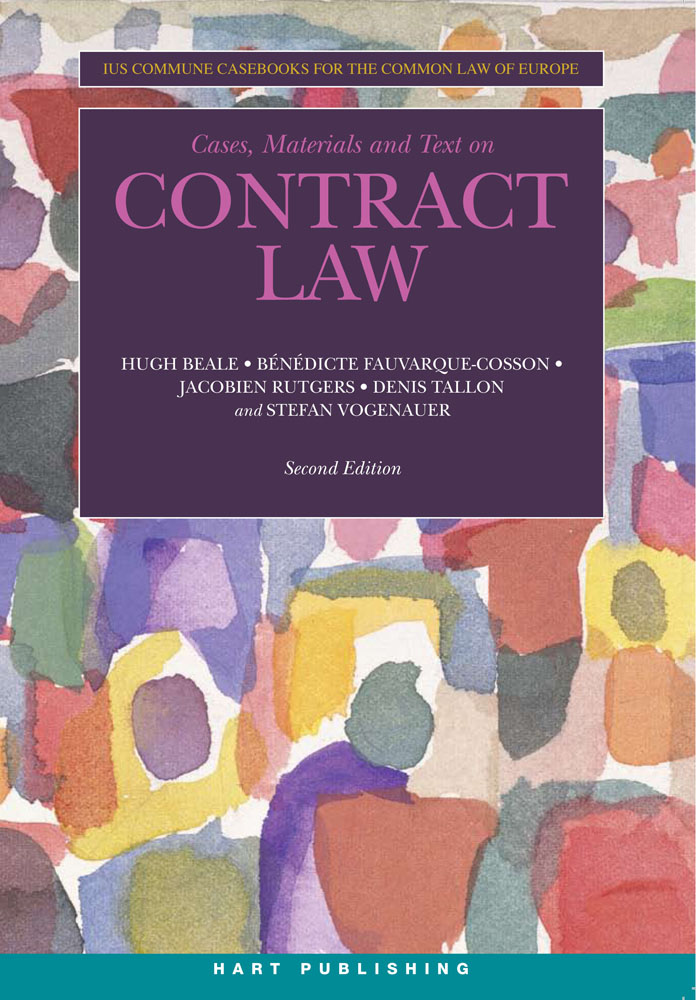 IUS COMMUNE CASEBOOKS FOR THE COMMON LAW OF EUROPE
Cases, Materials and Text on
CONTRACT
LAW
HUGH BEALE • BÉNÉDICTE FAUVARQUE-COSSON •
JACOBIEN RUTGERS • DENIS TALLON
and STEFAN VOGENAUER
Second Edition
HART PUBLISHING